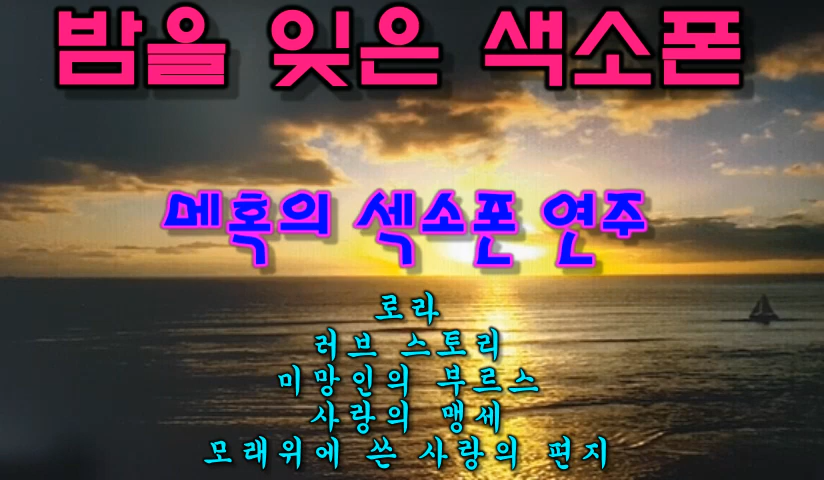 밤을 잊은 색소폰
메혹의 섹소폰 연주
로라
러브 스토리
미망인의 부르스
사랑의 맹세
모래위에 쓴 사랑의 편지